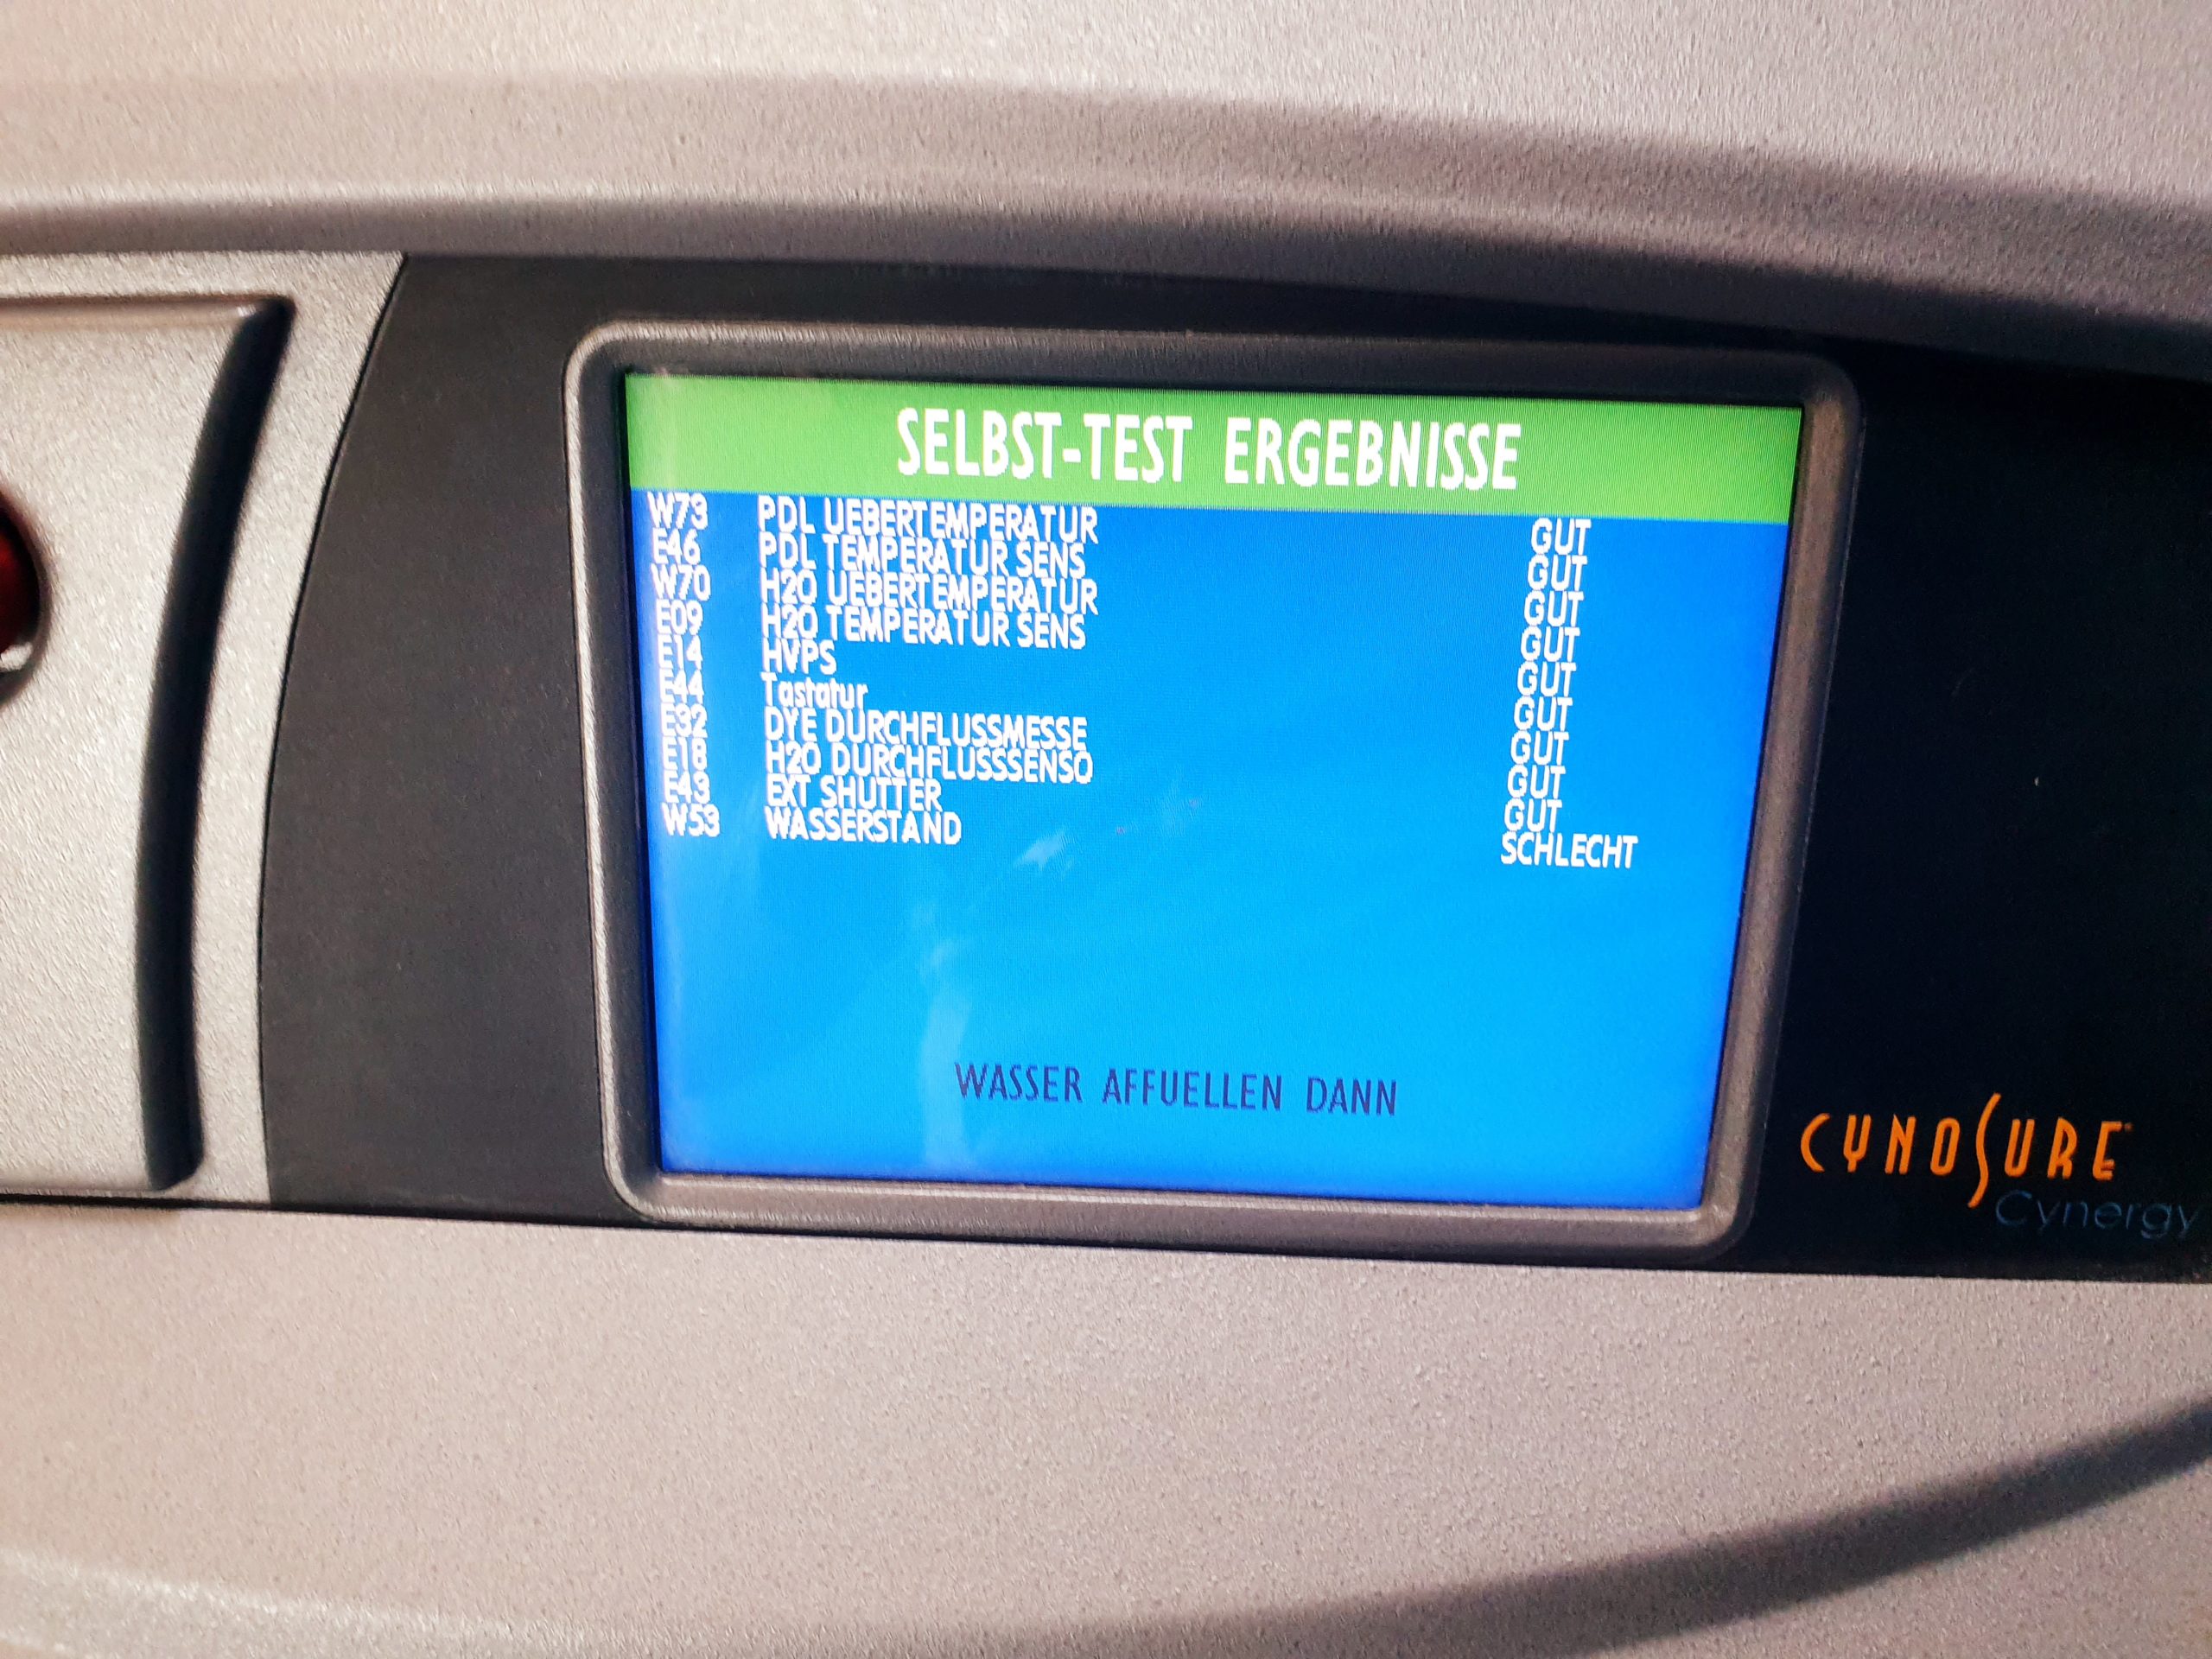 SELBST-TEST ERGEBNISSE
W73 PDL UEBERTEMPERATUR GUT
E46 PDL TEMPERATUR SENS GUT
W70 H2O UEBERTEMPERATUR GUT
E09 H2O TEMPERATUR SENS GUT
E14 HVPS GUT
E44 Tastatur GUT
E32 DYE DURCHFLUSSMESSE GUT
E18 H2O DURCHFLUSSSENSO GUT
E43 EXT SHUTTER GUT
W53 WASSERSTAND SCHLECHT
WASSER AFFUELLEN DANN
CYNOSURE
Cynergy